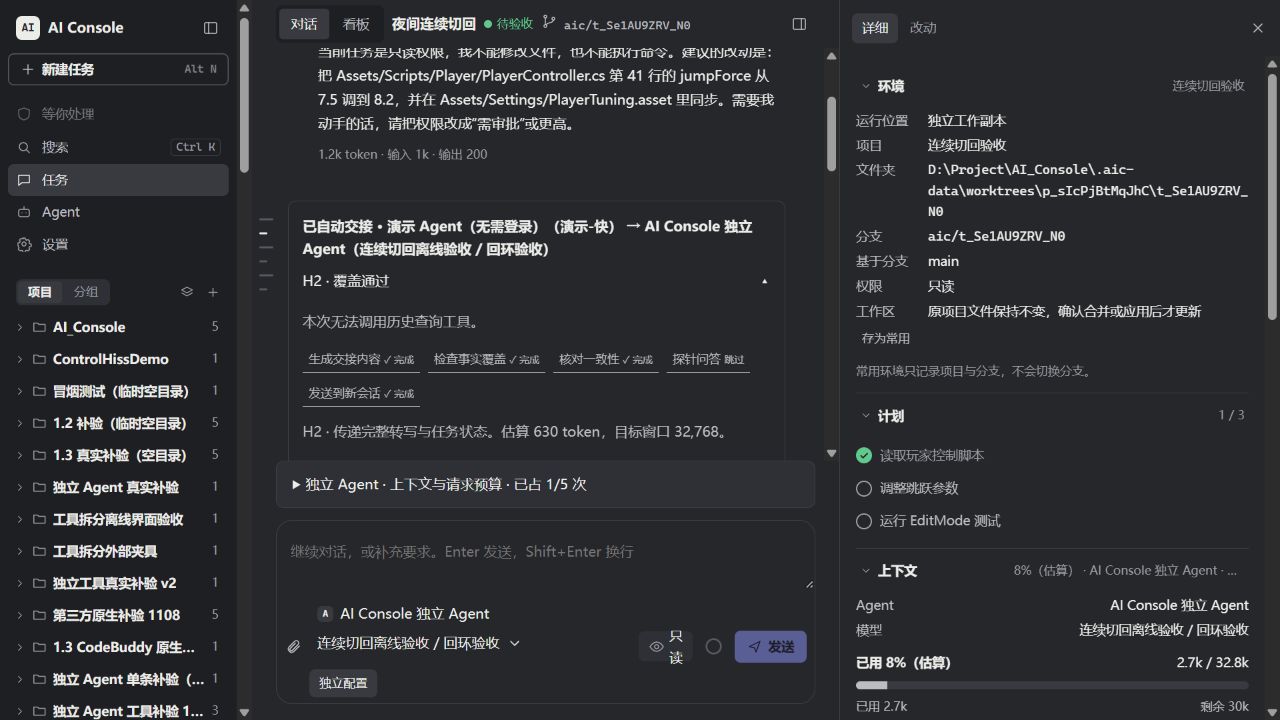 AI AI Console
新建任务 Alt N
等你处理
搜索 Ctrl K
任务
Agent
设置
项目 分组
AI_Console 5
ControlHissDemo 1
冒烟测试（临时空目录） 1
1.2 补验（临时空目录） 5
1.3 真实补验（空目录） 5
独立 Agent 真实补验 1
工具拆分离线界面验收 1
工具拆分外部夹具 1
独立工具真实补验 v2 1
第三方原生补验 1108 5
1.3 CodeBuddy 原生... 1
独立 Agent 单条补验（... 1
独立 Agent 工具补验 1... 3
对话 看板 夜间连续切回 待验收 aic/t_Se1AU9ZRV_N0
当前任务是只读权限，我不能修改文件，也不能执行命令。建议的改动是：
把 Assets/Scripts/Player/PlayerController.cs 第 41 行的 jumpForce 从
7.5 调到 8.2，并在 Assets/Settings/PlayerTuning.asset 里同步。需要我
动手的话，请把权限改成“需审批”或更高。
1.2k token · 输入 1k · 输出 200
已自动交接 · 演示 Agent（无需登录）（演示-快） → AI Console 独立
Agent（连续切回离线验收 / 回环验收）
H2 · 覆盖通过
本次无法调用历史查询工具。
生成交接内容 ✓ 完成 检查事实覆盖 ✓ 完成 核对一致性 ✓ 完成 探针问答 跳过
发送到新会话 ✓ 完成
H2 · 传递完整转写与任务状态。估算 630 token，目标窗口 32,768。
独立 Agent · 上下文与请求预算 · 已占 1/5 次
继续对话，或补充要求。Enter 发送，Shift+Enter 换行
A AI Console 独立 Agent
连续切回离线验收 / 回环验收
只读
发送
独立配置
详细 改动
环境 连续切回验收
运行位置 独立工作副本
项目 连续切回验收
文件夹 D:\Project\AI_Console\.aic-
data\worktrees\p_sIcPjBtMqJhC\t_Se1AU9ZRV_
N0
分支 aic/t_Se1AU9ZRV_N0
基于分支 main
权限 只读
工作区 原项目文件保持不变，确认合并或应用后才更新
存为常用
常用环境只记录项目与分支，不会切换分支。
计划 1 / 3
读取玩家控制脚本
调整跳跃参数
运行 EditMode 测试
上下文 8%（估算） · AI Console 独立 Agent · ...
Agent AI Console 独立 Agent
模型 连续切回离线验收 / 回环验收
已用 8%（估算） 2.7k / 32.8k
已用 2.7k 剩余 30k